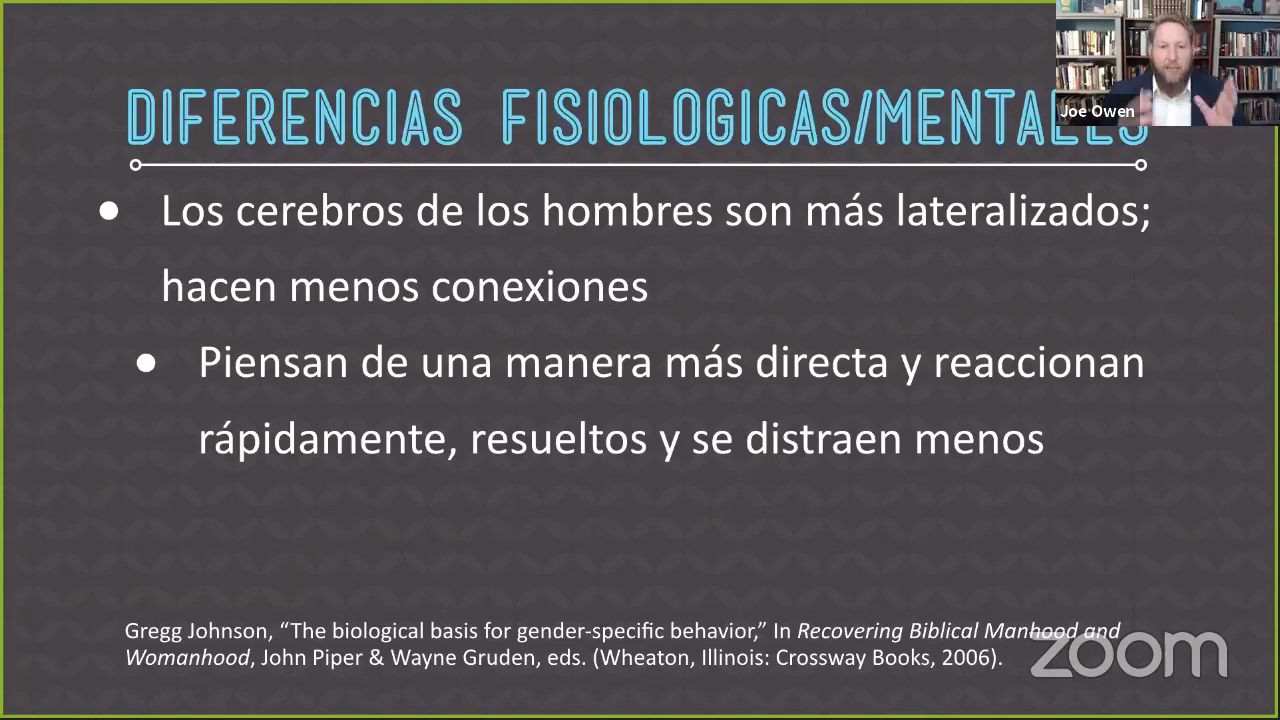 DIFERENCIAS FISIOLOGICAS/MENTALES
Joe Owen
• Los cerebros de los hombres son más lateralizados;
hacen menos conexiones
• Piensan de una manera más directa y reaccionan
rápidamente, resueltos y se distraen menos
Gregg Johnson, “The biological basis for gender-specific behavior,” In Recovering Biblical Manhood and
Womanhood, John Piper & Wayne Gruden, eds. (Wheaton, Illinois: Crossway Books, 2006).
zoom